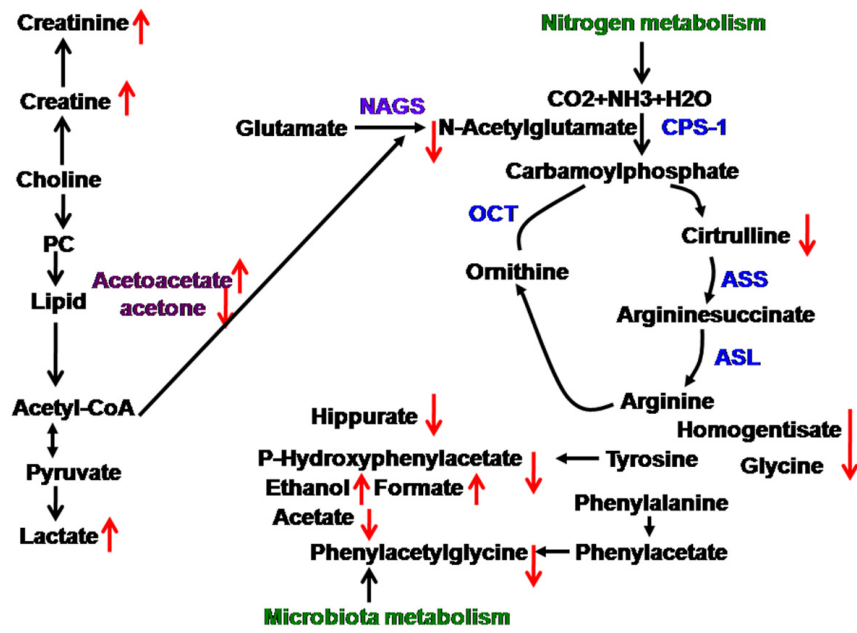 Creatinine
Creatine
Choline
PC
Lipid
Acetoacetate
acetone
Acetyl-CoA
Pyruvate
Lactate
Nitrogen metabolism
CO2+NH3+H2O
NAGS
Glutamate
N-Acetylglutamate
CPS-1
Carbamoylphosphate
OCT
Cirtrulline
Ornithine
ASS
Argininesuccinate
ASL
Arginine
Hippurate
Homogentisate
Glycine
P-Hydroxyphenylacetate
Tyrosine
Ethanol
Formate
Acetate
Phenylalanine
Phenylacetylglycine
Phenylacetate
Microbiota metabolism